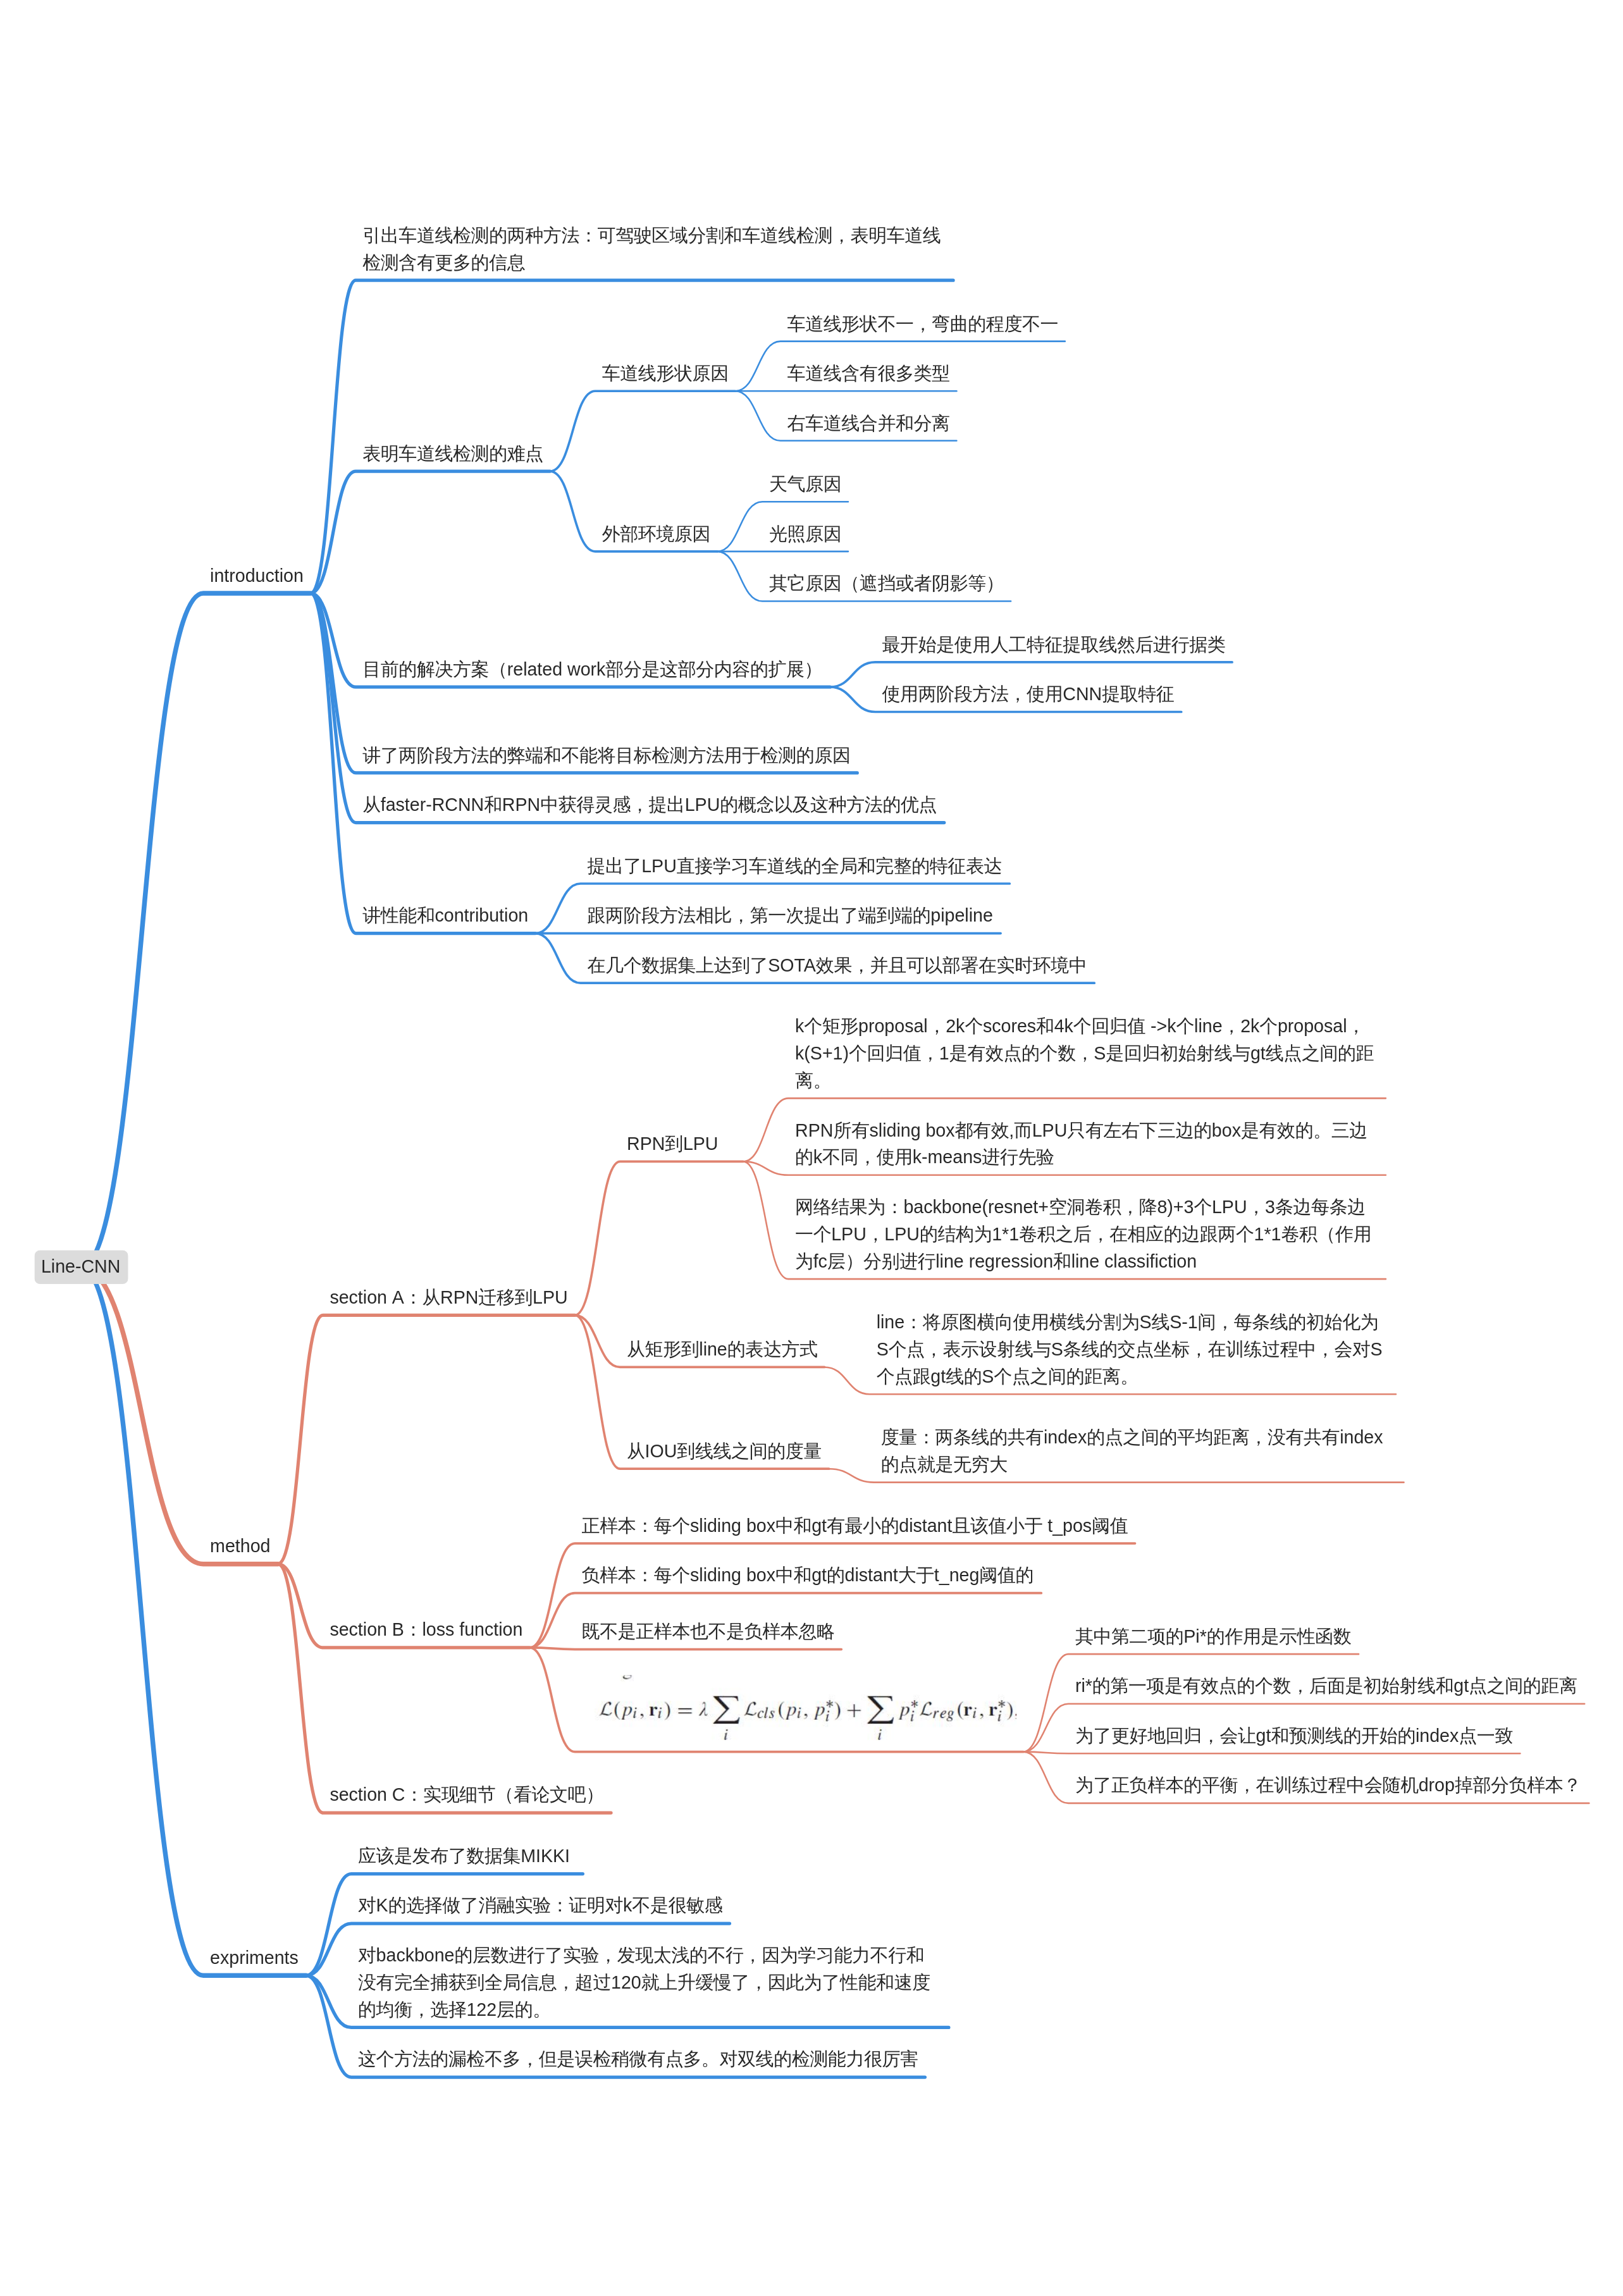 Line-CNN
introduction
引出车道线检测的两种方法：可驾驶区域分割和车道线检测，表明车道线
检测含有更多的信息
表明车道线检测的难点
车道线形状原因
车道线形状不一，弯曲的程度不一
车道线含有很多类型
右车道线合并和分离
外部环境原因
天气原因
光照原因
其它原因（遮挡或者阴影等）
目前的解决方案（related work部分是这部分内容的扩展）
最开始是使用人工特征提取线然后进行据类
使用两阶段方法，使用CNN提取特征
讲了两阶段方法的弊端和不能将目标检测方法用于检测的原因
从faster-RCNN和RPN中获得灵感，提出LPU的概念以及这种方法的优点
讲性能和contribution
提出了LPU直接学习车道线的全局和完整的特征表达
跟两阶段方法相比，第一次提出了端到端的pipeline
在几个数据集上达到了SOTA效果，并且可以部署在实时环境中
method
section A：从RPN迁移到LPU
RPN到LPU
k个矩形proposal，2k个scores和4k个回归值 ->k个line，2k个proposal，
k(S+1)个回归值，1是有效点的个数，S是回归初始射线与gt线点之间的距
离。
RPN所有sliding box都有效,而LPU只有左右下三边的box是有效的。三边
的k不同，使用k-means进行先验
网络结果为：backbone(resnet+空洞卷积，降8)+3个LPU，3条边每条边
一个LPU，LPU的结构为1*1卷积之后，在相应的边跟两个1*1卷积（作用
为fc层）分别进行line regression和line classifiction
从矩形到line的表达方式
line：将原图横向使用横线分割为S线S-1间，每条线的初始化为
S个点，表示设射线与S条线的交点坐标，在训练过程中，会对S
个点跟gt线的S个点之间的距离。
从IOU到线线之间的度量
度量：两条线的共有index的点之间的平均距离，没有共有index
的点就是无穷大
section B：loss function
正样本：每个sliding box中和gt有最小的distant且该值小于 t_pos阈值
负样本：每个sliding box中和gt的distant大于t_neg阈值的
既不是正样本也不是负样本忽略
ℒ(pᵢ, rᵢ) = λ ∑ᵢ ℒcls(pᵢ, pᵢ*) + ∑ᵢ pᵢ* ℒreg(rᵢ, rᵢ*).
其中第二项的Pi*的作用是示性函数
ri*的第一项是有效点的个数，后面是初始射线和gt点之间的距离
为了更好地回归，会让gt和预测线的开始的index点一致
为了正负样本的平衡，在训练过程中会随机drop掉部分负样本？
section C：实现细节（看论文吧）
expriments
应该是发布了数据集MIKKI
对K的选择做了消融实验：证明对k不是很敏感
对backbone的层数进行了实验，发现太浅的不行，因为学习能力不行和
没有完全捕获到全局信息，超过120就上升缓慢了，因此为了性能和速度
的均衡，选择122层的。
这个方法的漏检不多，但是误检稍微有点多。对双线的检测能力很厉害